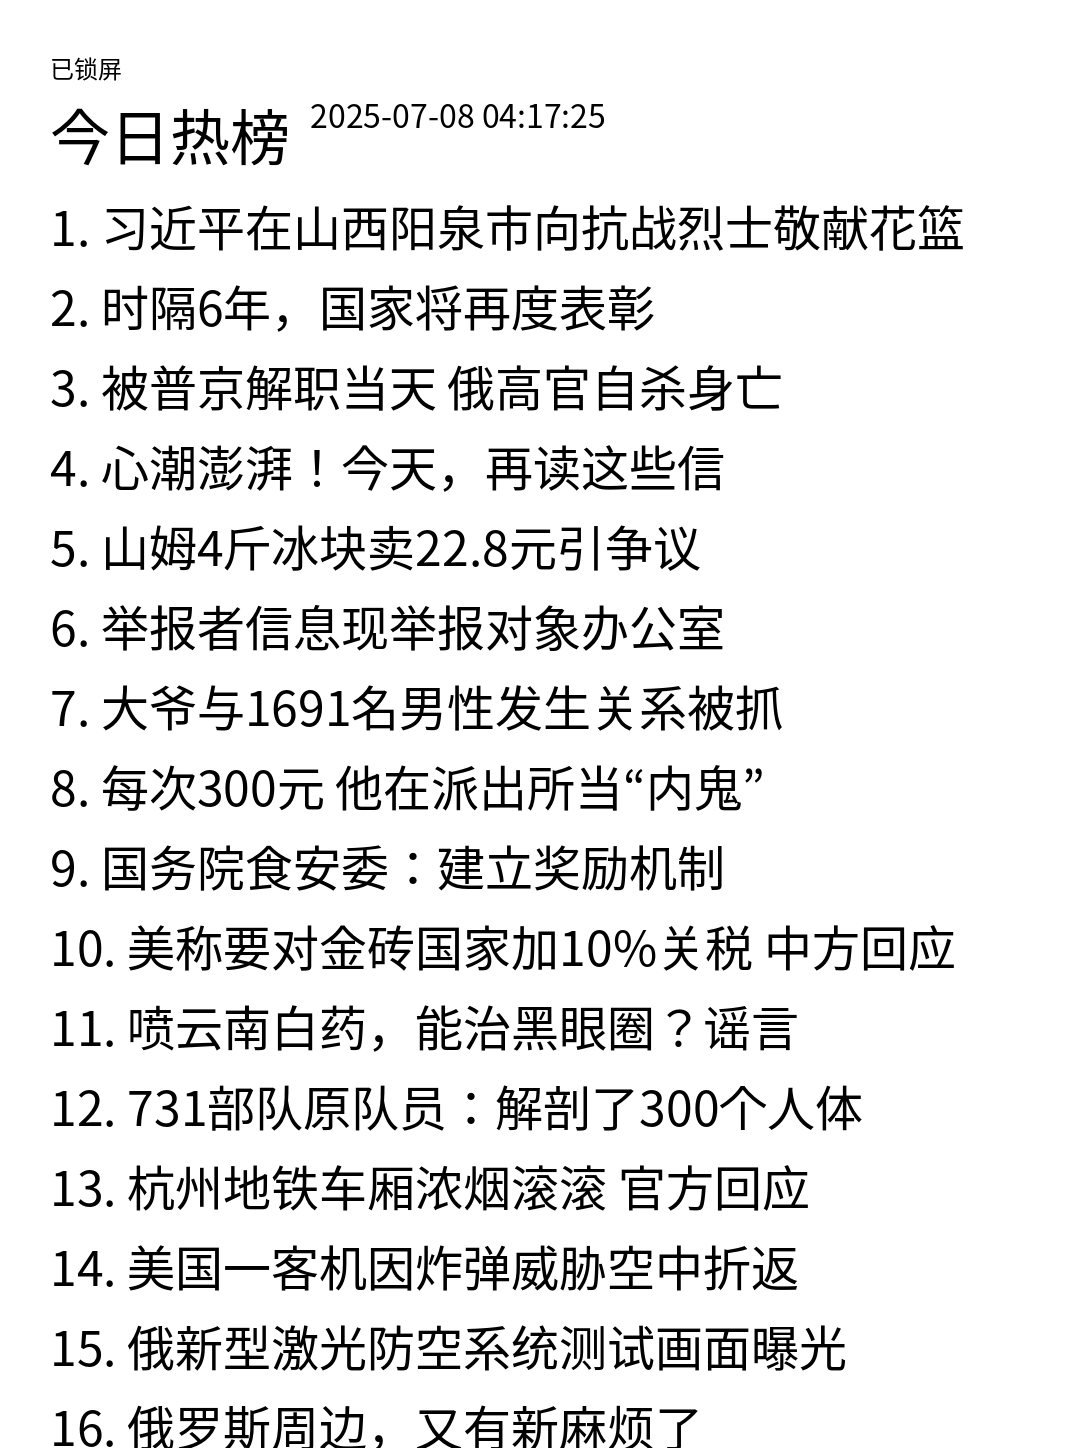 已锁屏
今日热榜 2025-07-08 04:17:25
1. 习近平在山西阳泉市向抗战烈士敬献花篮
2. 时隔6年，国家将再度表彰
3. 被普京解职当天 俄高官自杀身亡
4. 心潮澎湃！今天，再读这些信
5. 山姆4斤冰块卖22.8元引争议
6. 举报者信息现举报对象办公室
7. 大爷与1691名男性发生关系被抓
8. 每次300元 他在派出所当“内鬼”
9. 国务院食安委：建立奖励机制
10. 美称要对金砖国家加10%关税 中方回应
11. 喷云南白药，能治黑眼圈？谣言
12. 731部队原队员：解剖了300个人体
13. 杭州地铁车厢浓烟滚滚 官方回应
14. 美国一客机因炸弹威胁空中折返
15. 俄新型激光防空系统测试画面曝光
16. 俄罗斯周边，又有新麻烦了